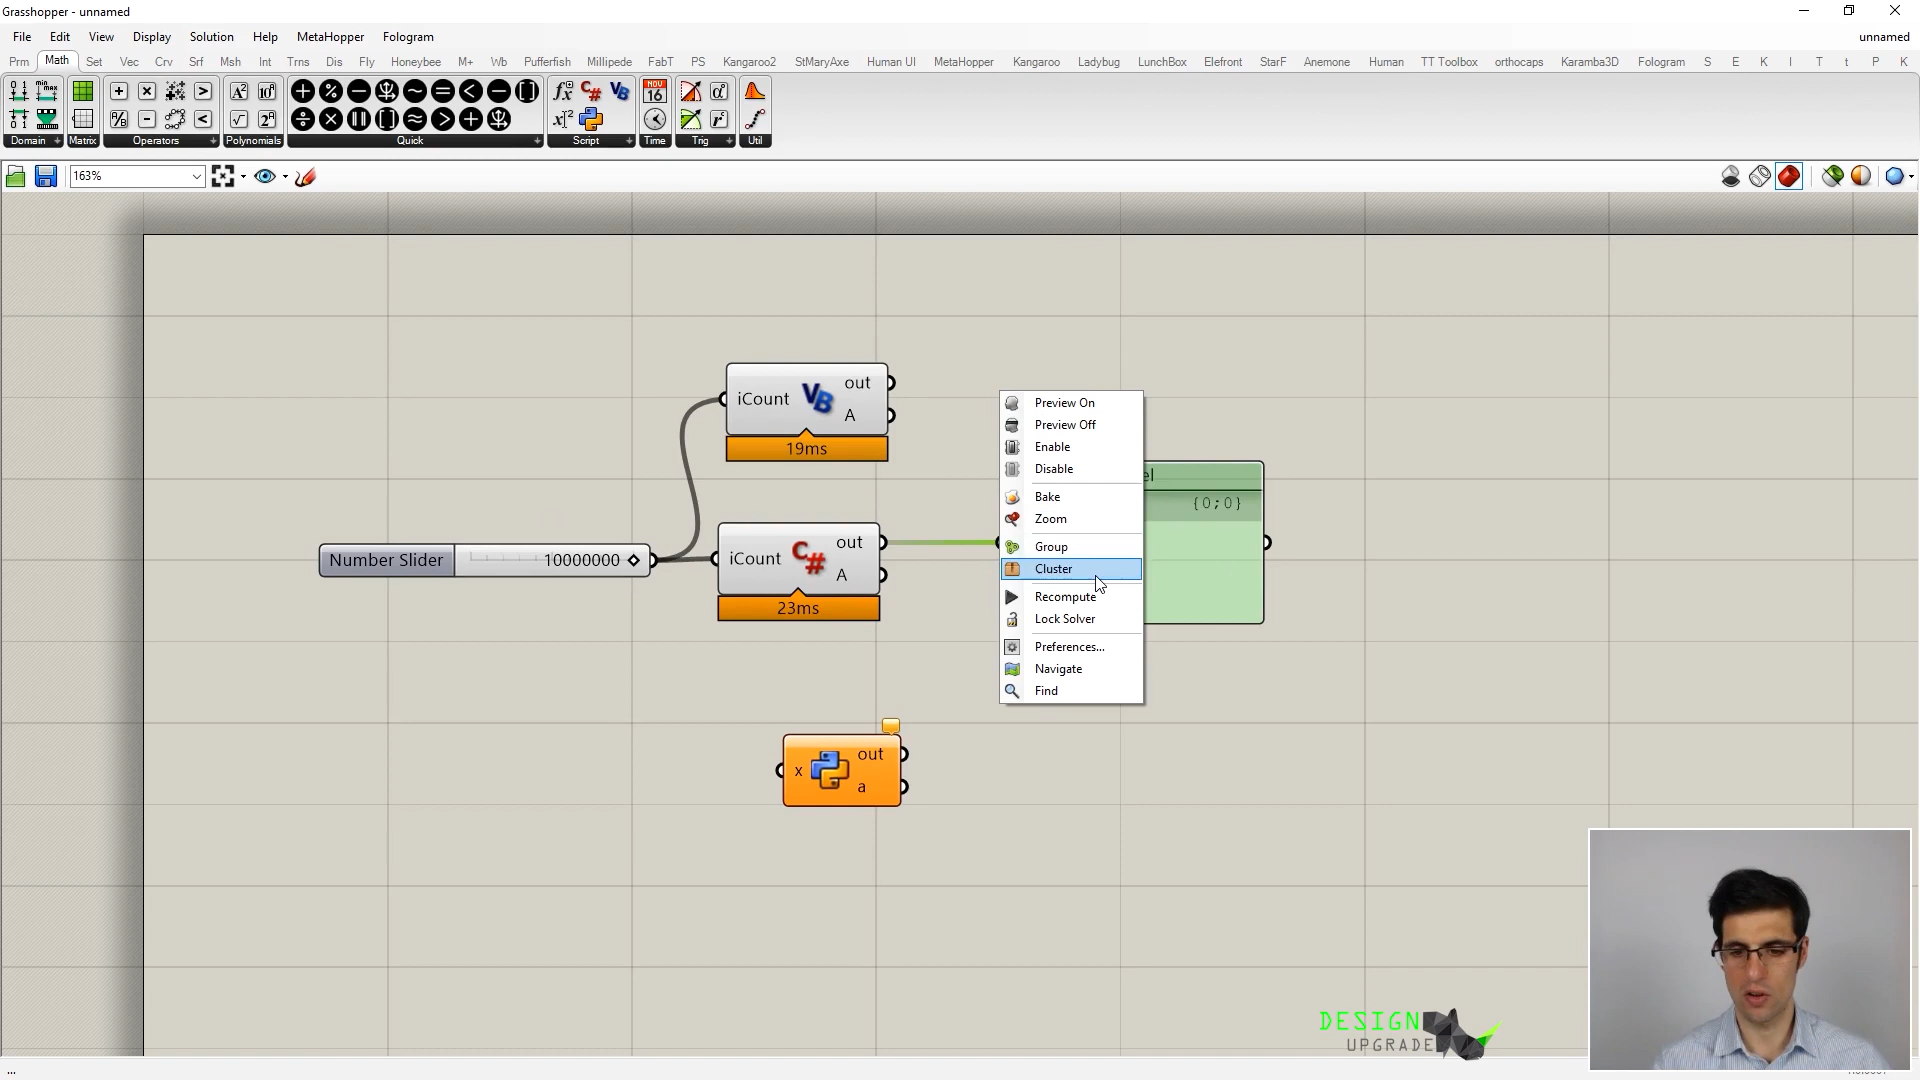 Grasshopper - unnamed
File Edit View Display Solution Help MetaHopper Fologram unnamed
Prm Math Set Vec Crv Srf Msh Int Trns Dis Fly Honeybee M+ Wb Pufferfish Millipede FabT PS Kangaroo2 StMaryAxe Human UI MetaHopper Kangaroo Ladybug LunchBox Elefront StarF Anemone Human TT Toolbox orthocaps Karamba3D Fologram S E K I T t P K
Domain Matrix Operators Polynomials Quick Script Time Trig Util
NOV
16
163%
iCount VB out
A
19ms
Number Slider 10000000
iCount C# out
A
23ms
x out
a
el
{0;0}
Preview On
Preview Off
Enable
Disable
Bake
Zoom
Group
Cluster
Recompute
Lock Solver
Preferences...
Navigate
Find
DESIGN
UPGRADE
...